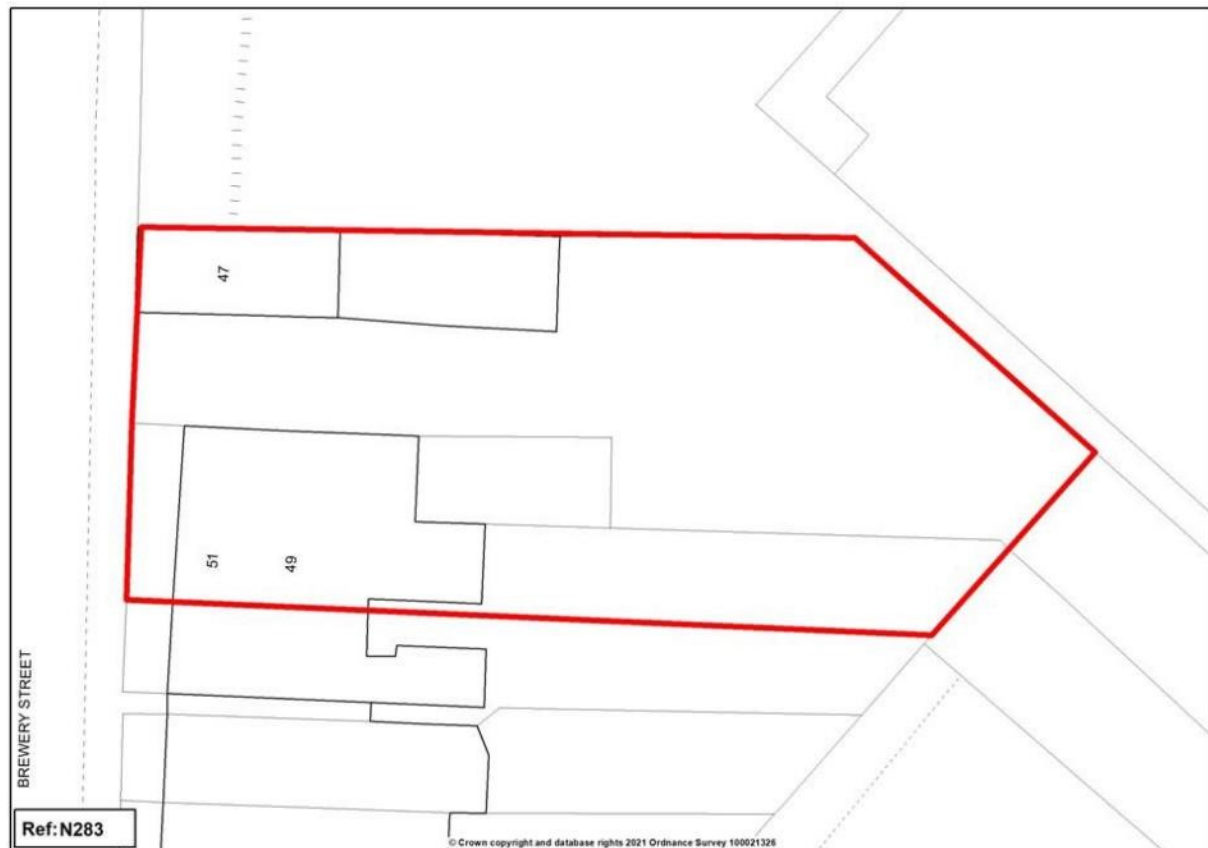 47
51
49
BREWERY STREET
Ref:N283
© Crown copyright and database rights 2021 Ordnance Survey 100021326